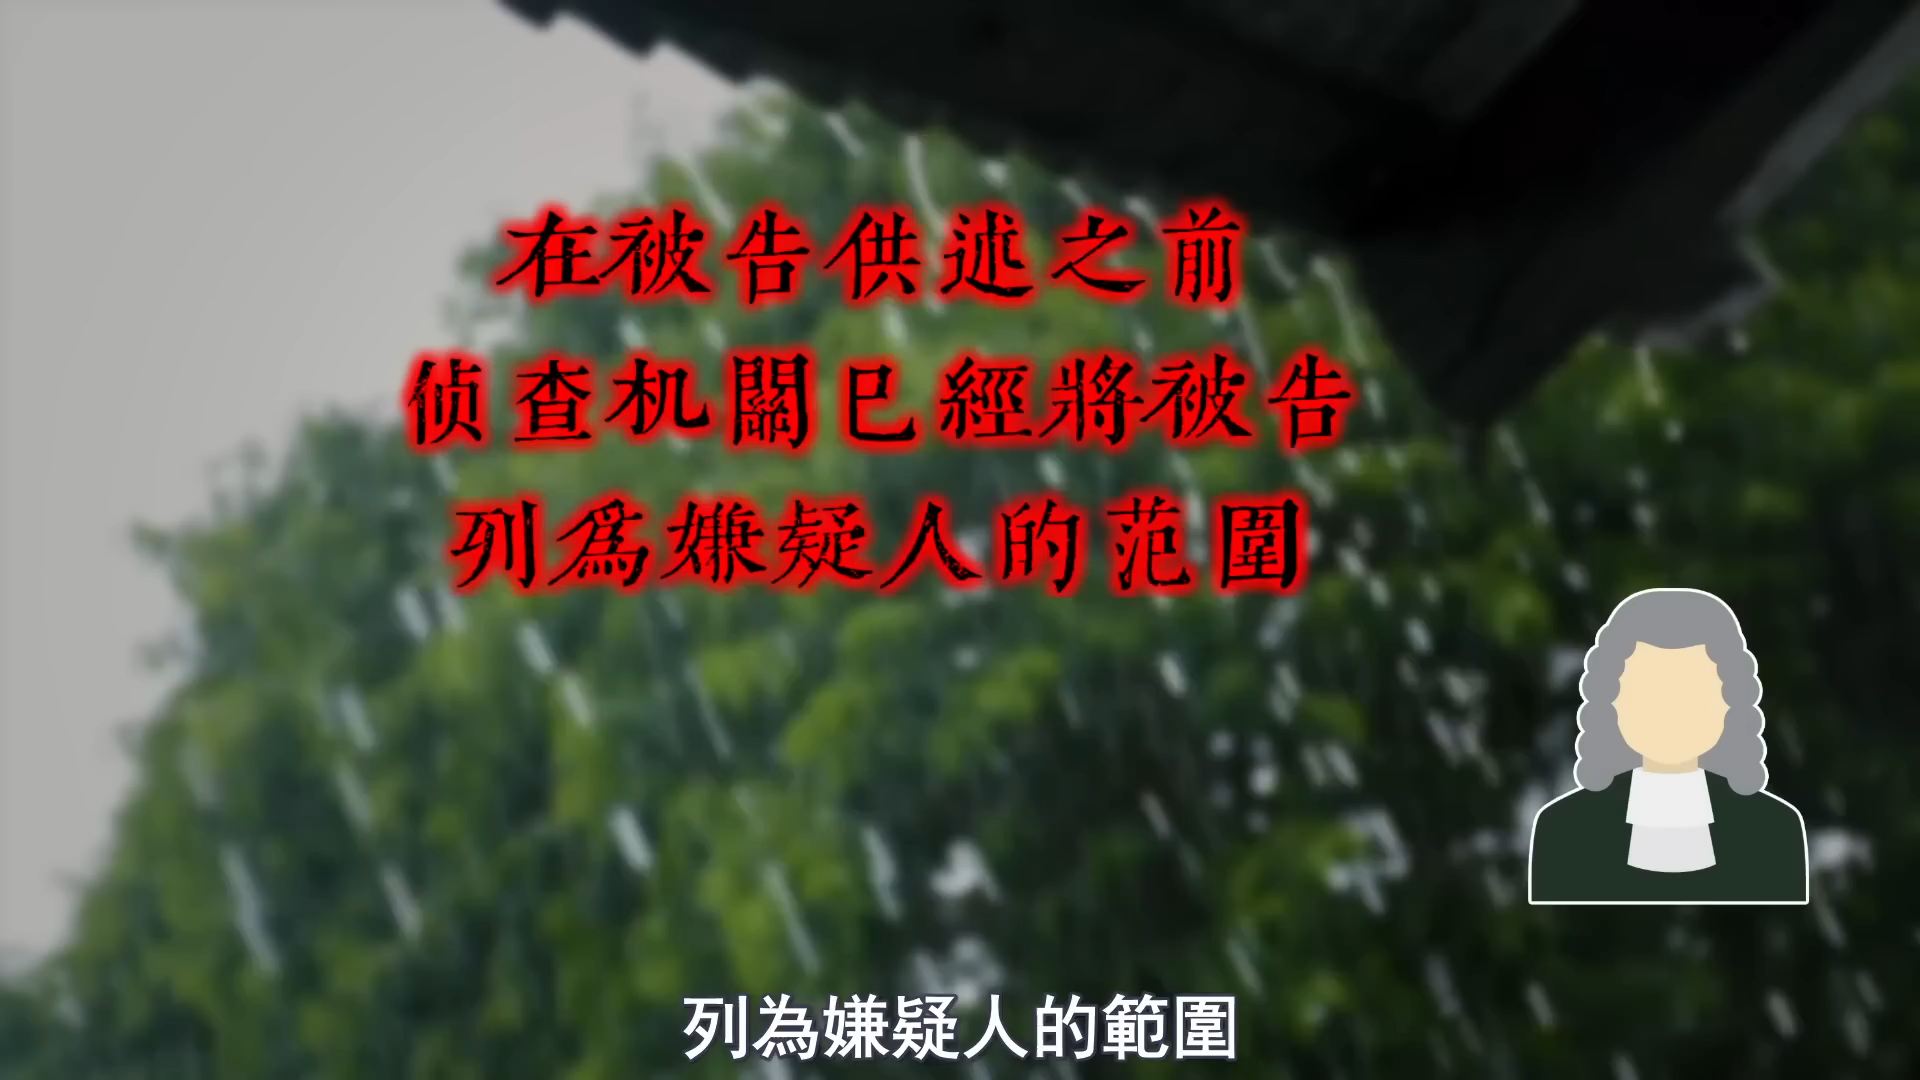 在被告供述之前
侦查机關已經將被告
列爲嫌疑人的范圍
列為嫌疑人的範圍